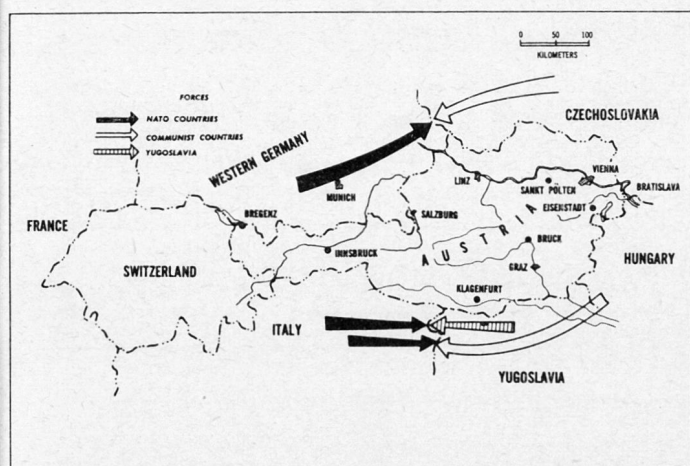 0 50 100
KILOMETERS
FORCES
NATO COUNTRIES
COMMUNIST COUNTRIES
YUGOSLAVIA
CZECHOSLOVAKIA
WESTERN GERMANY
MUNICH
LINZ
SANKT POLTEN
VIENNA
BRATISLAVA
EISENSTADT
FRANCE
BREGENZ
SALZBURG
AUSTRIA
SWITZERLAND
INNSBRUCK
BRUCK
HUNGARY
GRAZ
KLAGENFURT
ITALY
YUGOSLAVIA